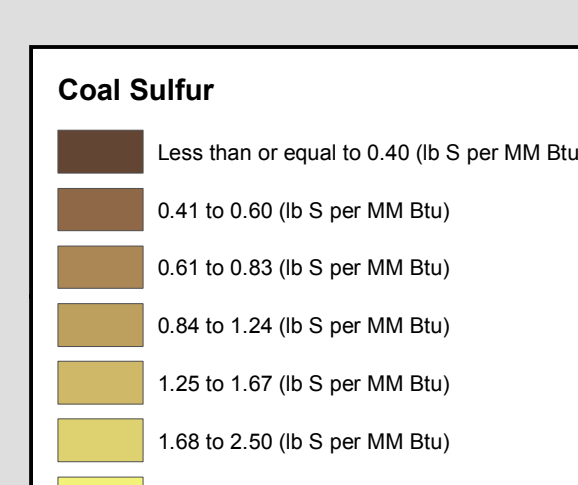 Coal Sulfur
Less than or equal to 0.40 (lb S per MM Btu
0.41 to 0.60 (lb S per MM Btu)
0.61 to 0.83 (lb S per MM Btu)
0.84 to 1.24 (lb S per MM Btu)
1.25 to 1.67 (lb S per MM Btu)
1.68 to 2.50 (lb S per MM Btu)